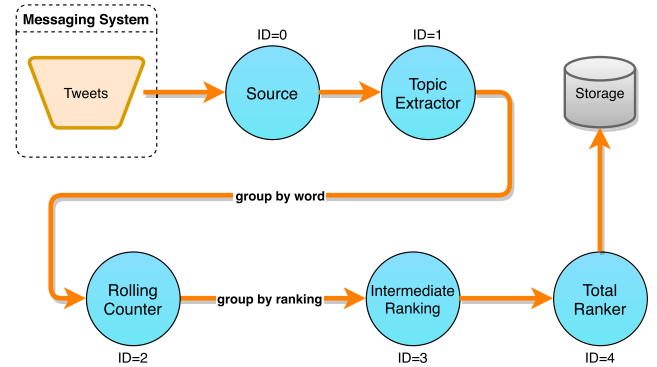 Messaging System
Tweets
ID=0
Source
ID=1
Topic
Extractor
Storage
group by word
Rolling
Counter
ID=2
group by ranking
Intermediate
Ranking
ID=3
Total
Ranker
ID=4